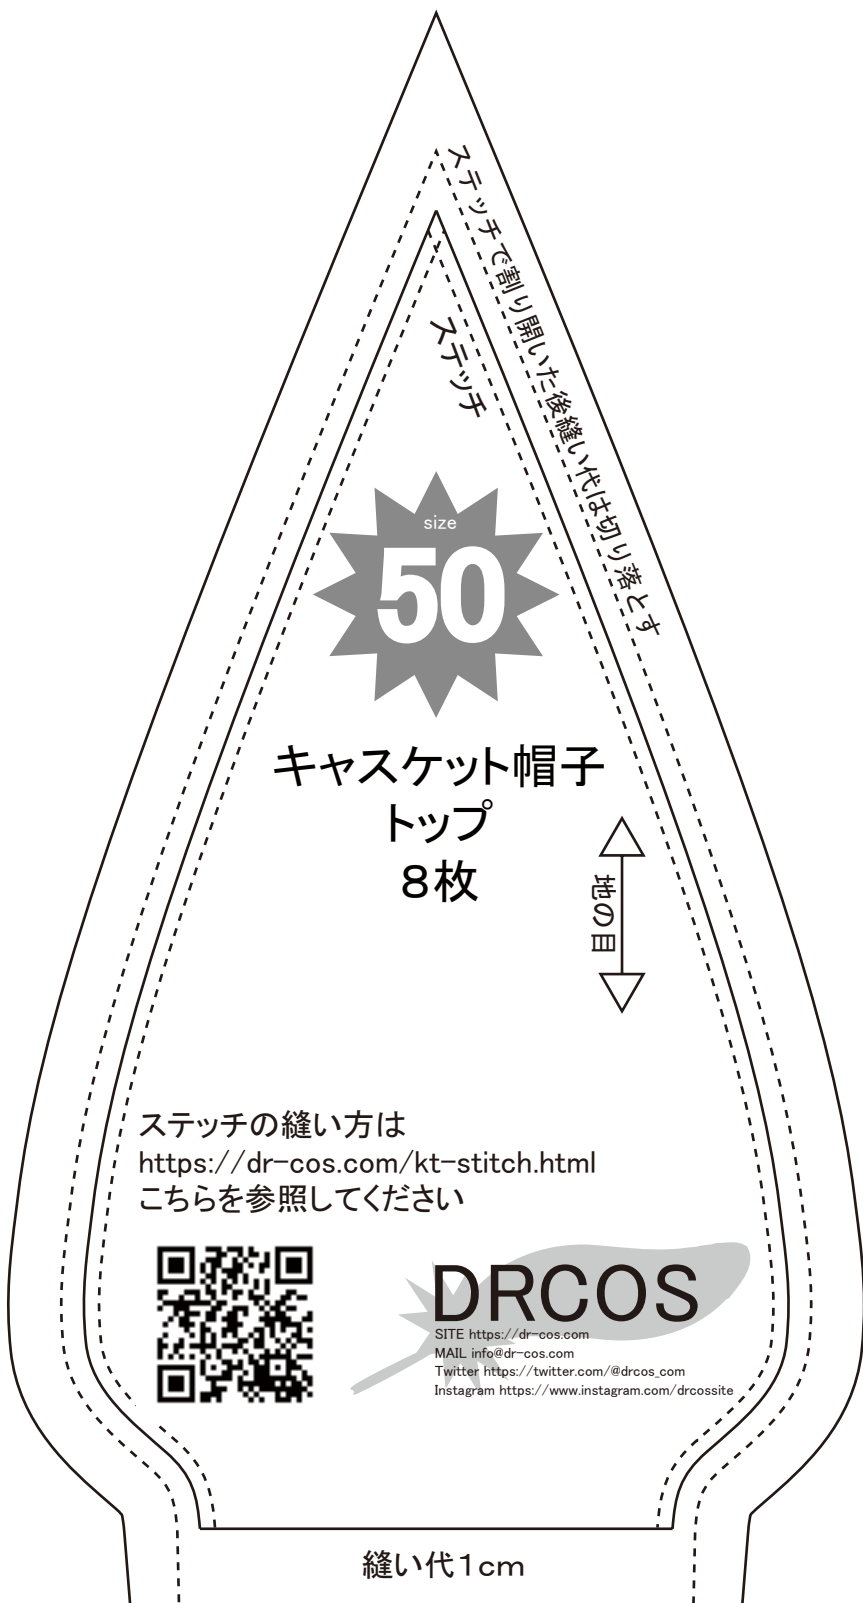 ステッチで割り開いた後縫い代は切り落とす
ステッチ
size
50
キャスケット帽子
トップ
８枚
地の目
ステッチの縫い方は
https://dr-cos.com/kt-stitch.html
こちらを参照してください
DRCOS
SITE https://dr-cos.com
MAIL info@dr-cos.com
Twitter https://twitter.com/@drcos_com
Instagram https://www.instagram.com/drcossite
縫い代１cm